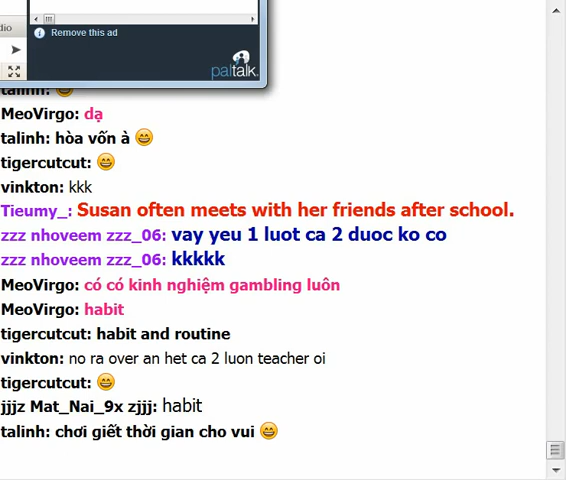 dio
Remove this ad
paltalk.
talinh: 😄
MeoVirgo: dạ
talinh: hòa vốn à 😄
tigercutcut: 😄
vinkton: kkk
Tieumy_: Susan often meets with her friends after school.
zzz nhoveem zzz_06: vay yeu 1 luot ca 2 duoc ko co
zzz nhoveem zzz_06: kkkkk
MeoVirgo: có có kinh nghiệm gambling luôn
MeoVirgo: habit
tigercutcut: habit and routine
vinkton: no ra over an het ca 2 luon teacher oi
tigercutcut: 😄
jjjz Mat_Nai_9x zjjj: habit
talinh: chơi giết thời gian cho vui 😄